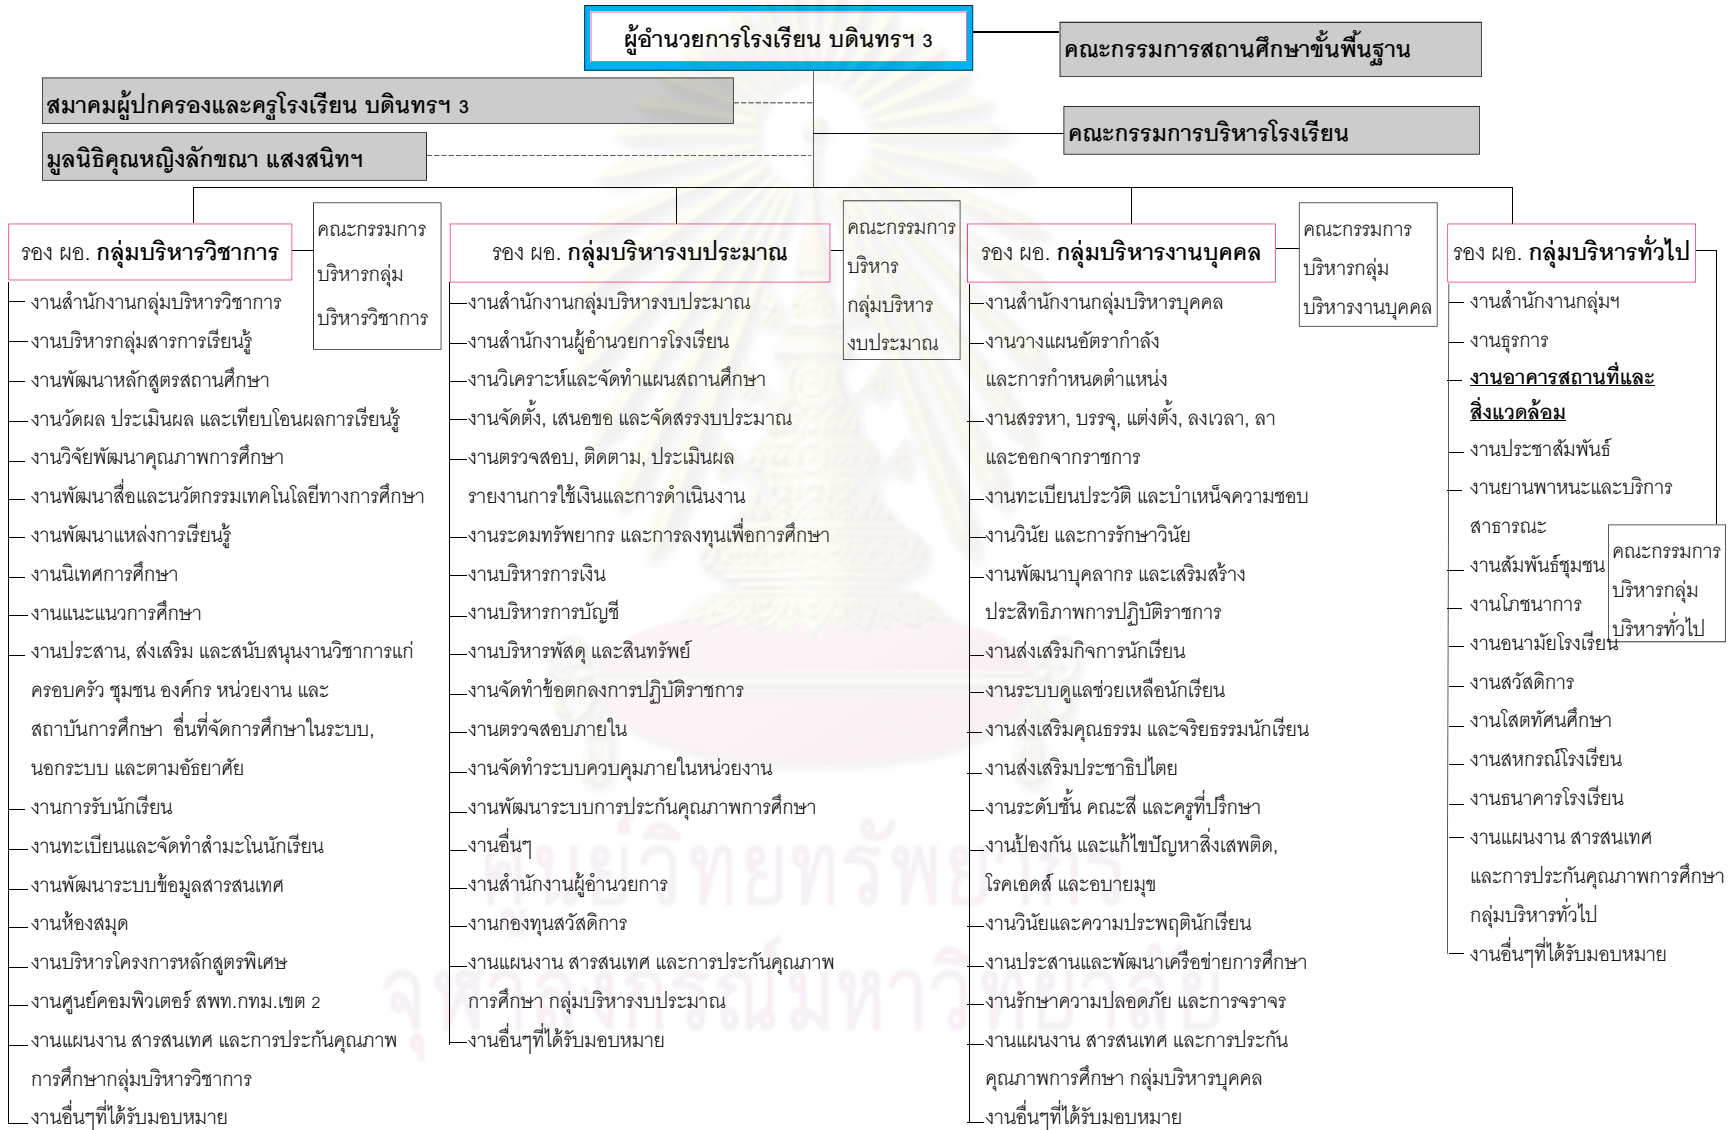 ผู้อำนวยการโรงเรียน บดินทรฯ 3
คณะกรรมการสถานศึกษาขั้นพื้นฐาน
สมาคมผู้ปกครองและครูโรงเรียน บดินทรฯ 3
คณะกรรมการบริหารโรงเรียน
มูลนิธิคุณหญิงลักขณา แสงสนิทฯ
รอง ผอ. กลุ่มบริหารวิชาการ
คณะกรรมการ
บริหารกลุ่ม
บริหารวิชาการ
งานสำนักงานกลุ่มบริหารวิชาการ
งานบริหารกลุ่มสารการเรียนรู้
งานพัฒนาหลักสูตรสถานศึกษา
งานวัดผล ประเมินผล และเทียบโอนผลการเรียนรู้
งานวิจัยพัฒนาคุณภาพการศึกษา
งานพัฒนาสื่อและนวัตกรรมเทคโนโลยีทางการศึกษา
งานพัฒนาแหล่งการเรียนรู้
งานนิเทศการศึกษา
งานแนะแนวการศึกษา
งานประสาน, ส่งเสริม และสนับสนุนงานวิชาการแก่
ครอบครัว ชุมชน องค์กร หน่วยงาน และ
สถาบันการศึกษา อื่นที่จัดการศึกษาในระบบ,
นอกระบบ และตามอัธยาศัย
งานการรับนักเรียน
งานทะเบียนและจัดทำสำมะโนนักเรียน
งานพัฒนาระบบข้อมูลสารสนเทศ
งานห้องสมุด
งานบริหารโครงการหลักสูตรพิเศษ
งานศูนย์คอมพิวเตอร์ สพท.กทม.เขต 2
งานแผนงาน สารสนเทศ และการประกันคุณภาพ
การศึกษากลุ่มบริหารวิชาการ
งานอื่นๆที่ได้รับมอบหมาย
รอง ผอ. กลุ่มบริหารงบประมาณ
คณะกรรมการ
บริหาร
กลุ่มบริหาร
งบประมาณ
งานสำนักงานกลุ่มบริหารงบประมาณ
งานสำนักงานผู้อำนวยการโรงเรียน
งานวิเคราะห์และจัดทำแผนสถานศึกษา
งานจัดตั้ง, เสนอขอ และจัดสรรงบประมาณ
งานตรวจสอบ, ติดตาม, ประเมินผล
รายงานการใช้เงินและการดำเนินงาน
งานระดมทรัพยากร และการลงทุนเพื่อการศึกษา
งานบริหารการเงิน
งานบริหารการบัญชี
งานบริหารพัสดุ และสินทรัพย์
งานจัดทำข้อตกลงการปฏิบัติราชการ
งานตรวจสอบภายใน
งานจัดทำระบบควบคุมภายในหน่วยงาน
งานพัฒนาระบบการประกันคุณภาพการศึกษา
งานอื่นๆ
งานสำนักงานผู้อำนวยการ
งานกองทุนสวัสดิการ
งานแผนงาน สารสนเทศ และการประกันคุณภาพ
การศึกษา กลุ่มบริหารงบประมาณ
งานอื่นๆที่ได้รับมอบหมาย
รอง ผอ. กลุ่มบริหารงานบุคคล
คณะกรรมการ
บริหารกลุ่ม
บริหารงานบุคคล
งานสำนักงานกลุ่มบริหารบุคคล
งานวางแผนอัตรากำลัง
และการกำหนดตำแหน่ง
งานสรรหา, บรรจุ, แต่งตั้ง, ลงเวลา, ลา
และออกจากราชการ
งานทะเบียนประวัติ และบำเหน็จความชอบ
งานวินัย และการรักษาวินัย
งานพัฒนาบุคลากร และเสริมสร้าง
ประสิทธิภาพการปฏิบัติราชการ
งานส่งเสริมกิจการนักเรียน
งานระบบดูแลช่วยเหลือนักเรียน
งานส่งเสริมคุณธรรม และจริยธรรมนักเรียน
งานส่งเสริมประชาธิปไตย
งานระดับชั้น คณะสี และครูที่ปรึกษา
งานป้องกัน และแก้ไขปัญหาสิ่งเสพติด,
โรคเอดส์ และอบายมุข
งานวินัยและความประพฤตินักเรียน
งานประสานและพัฒนาเครือข่ายการศึกษา
งานรักษาความปลอดภัย และการจราจร
งานแผนงาน สารสนเทศ และการประกัน
คุณภาพการศึกษา กลุ่มบริหารบุคคล
งานอื่นๆที่ได้รับมอบหมาย
รอง ผอ. กลุ่มบริหารทั่วไป
งานสำนักงานกลุ่มฯ
งานธุรการ
งานอาคารสถานที่และ
สิ่งแวดล้อม
งานประชาสัมพันธ์
งานยานพาหนะและบริการ
สาธารณะ
งานสัมพันธ์ชุมชน
งานโภชนาการ
งานอนามัยโรงเรียน
งานสวัสดิการ
งานโสตทัศนศึกษา
งานสหกรณ์โรงเรียน
งานธนาคารโรงเรียน
งานแผนงาน สารสนเทศ
และการประกันคุณภาพการศึกษา
กลุ่มบริหารทั่วไป
งานอื่นๆที่ได้รับมอบหมาย
คณะกรรมการ
บริหารกลุ่ม
บริหารทั่วไป
ศูนย์วิทยทรัพยากร
จุฬาลงกรณ์มหาวิทยาลัย